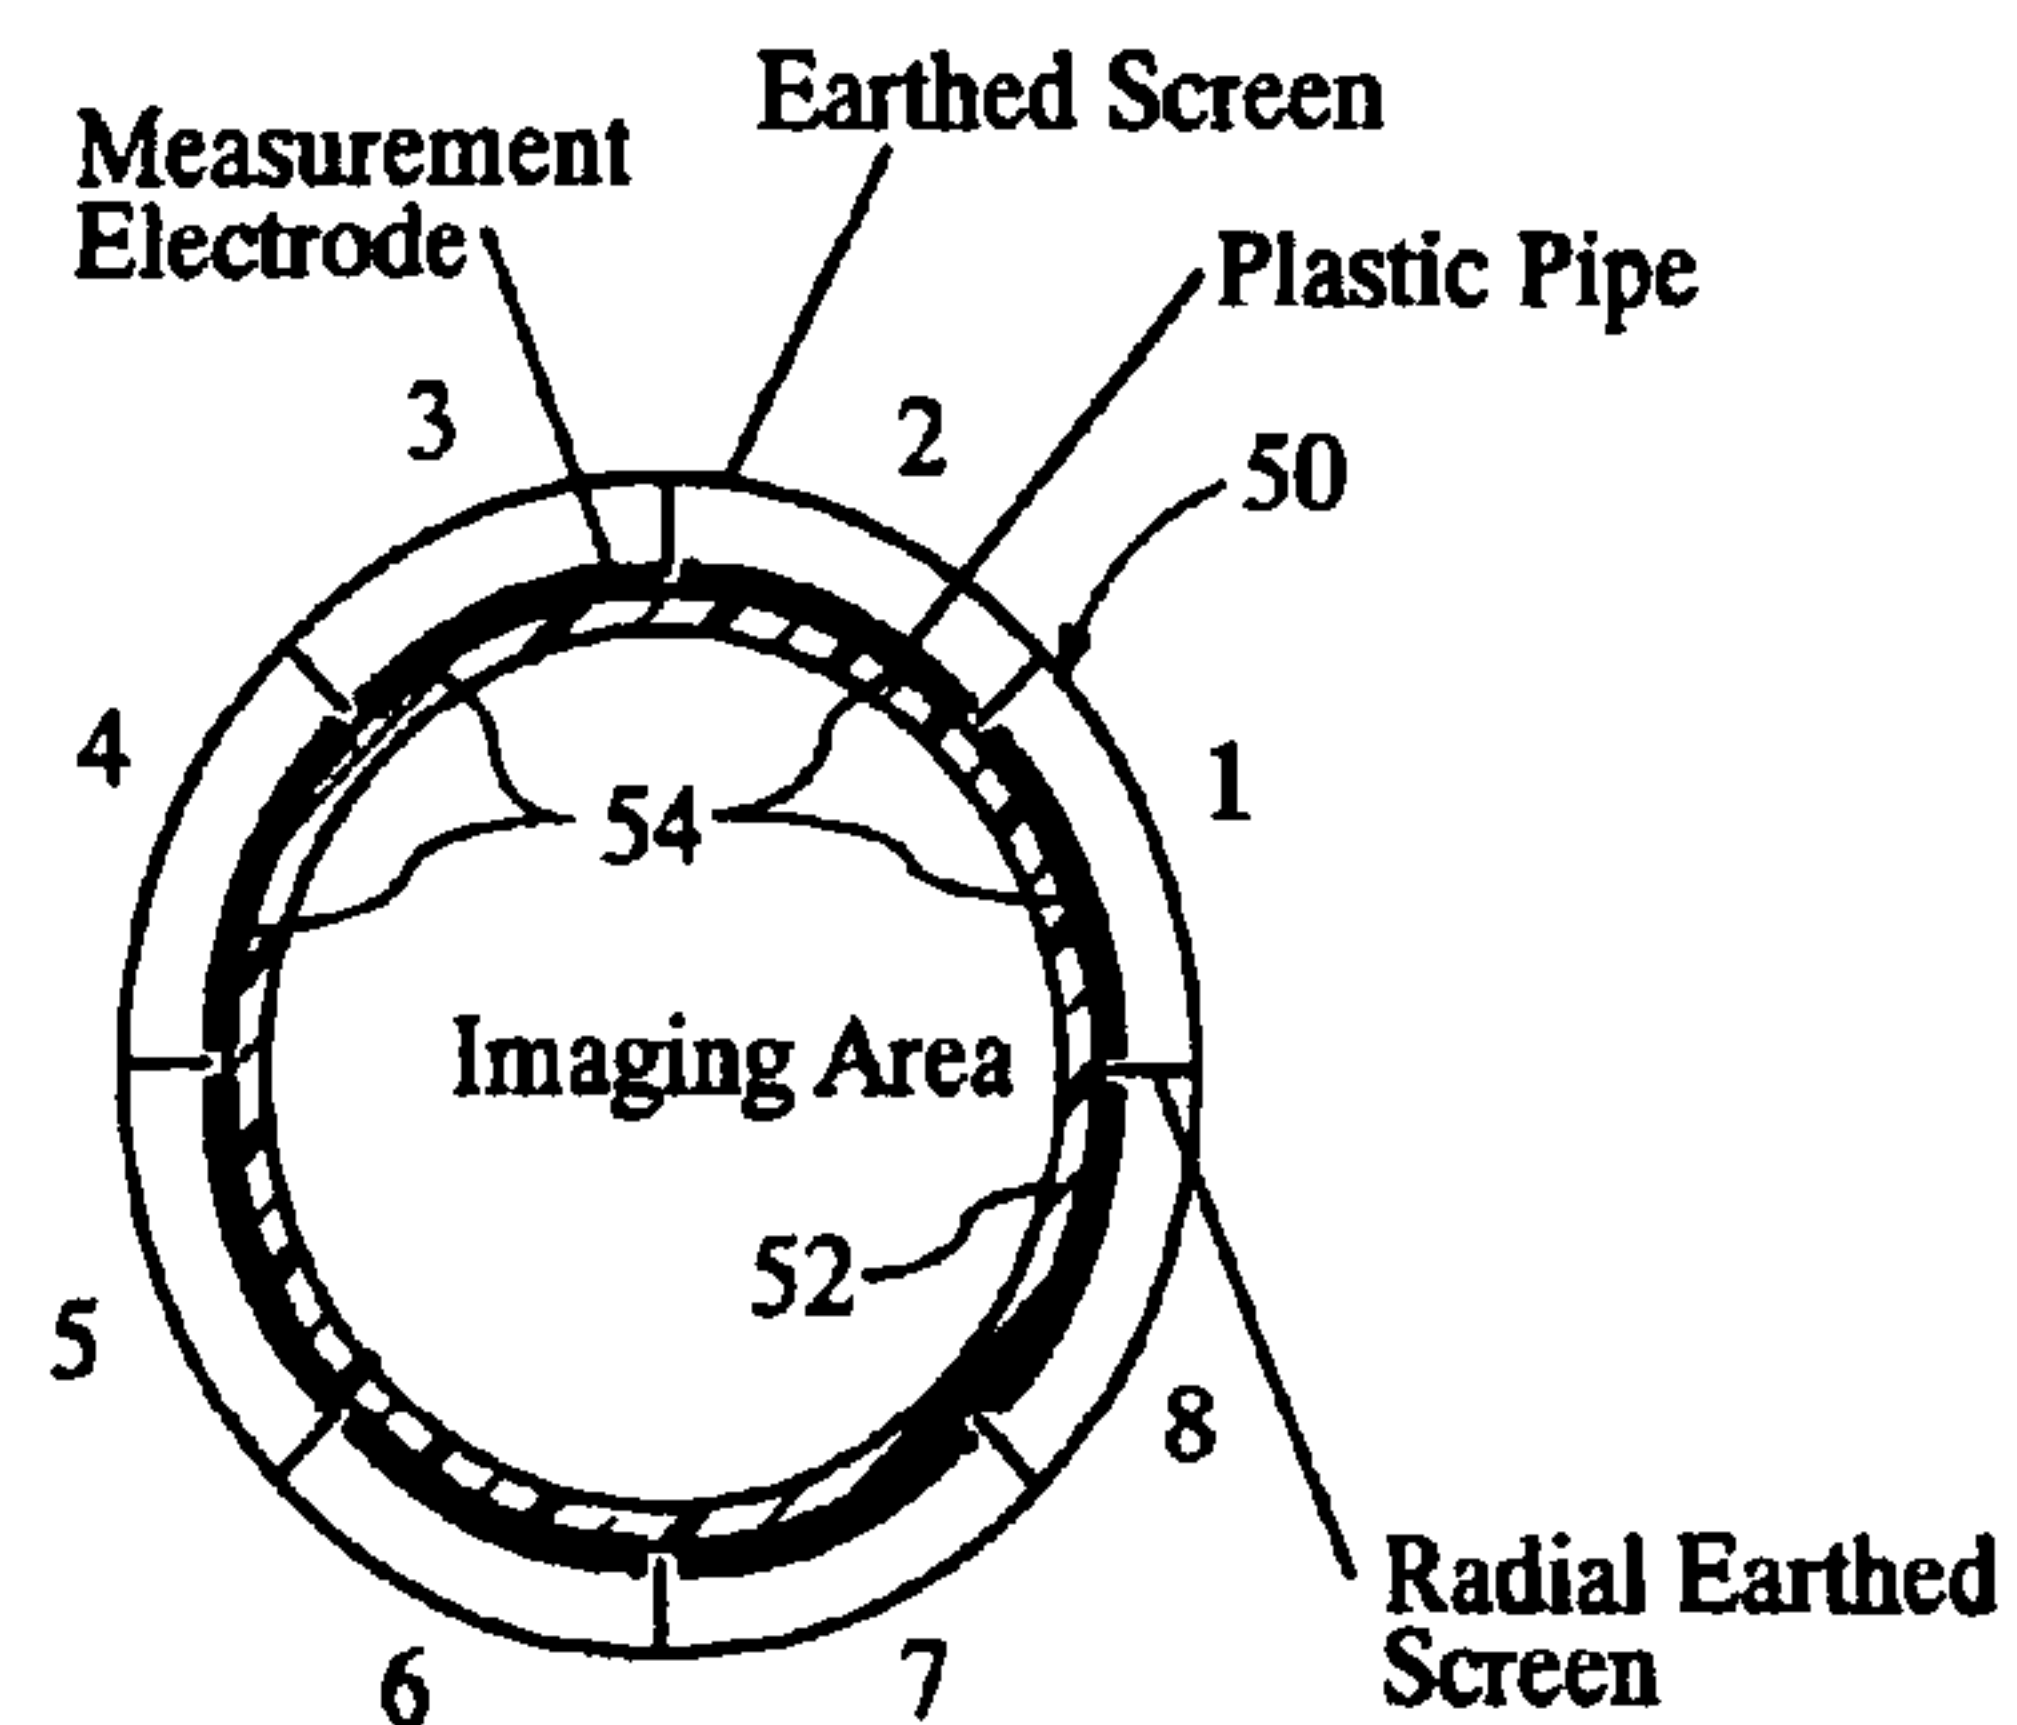 Earthed Screen
Measurement
Electrode
Plastic Pipe
3
2
50
4
1
54
Imaging Area
52
5
8
Radial Earthed
Screen
6
7